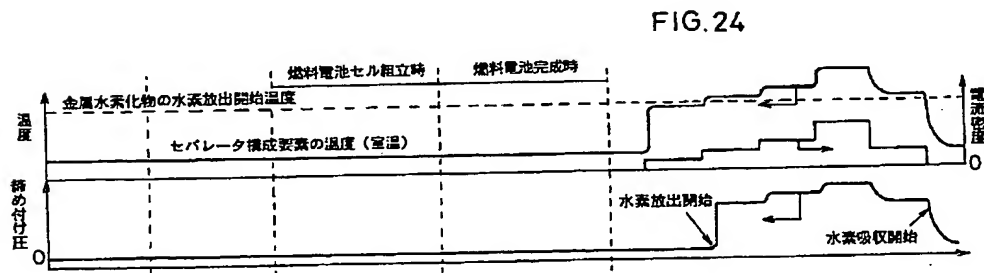 FIG.24
燃料電池セル組立時
燃料電池完成時
金属水素化物の水素放出開始温度
温度
電流密度
セパレータ構成要素の温度(室温)
0
締め付け圧
水素放出開始
水素吸収開始
0